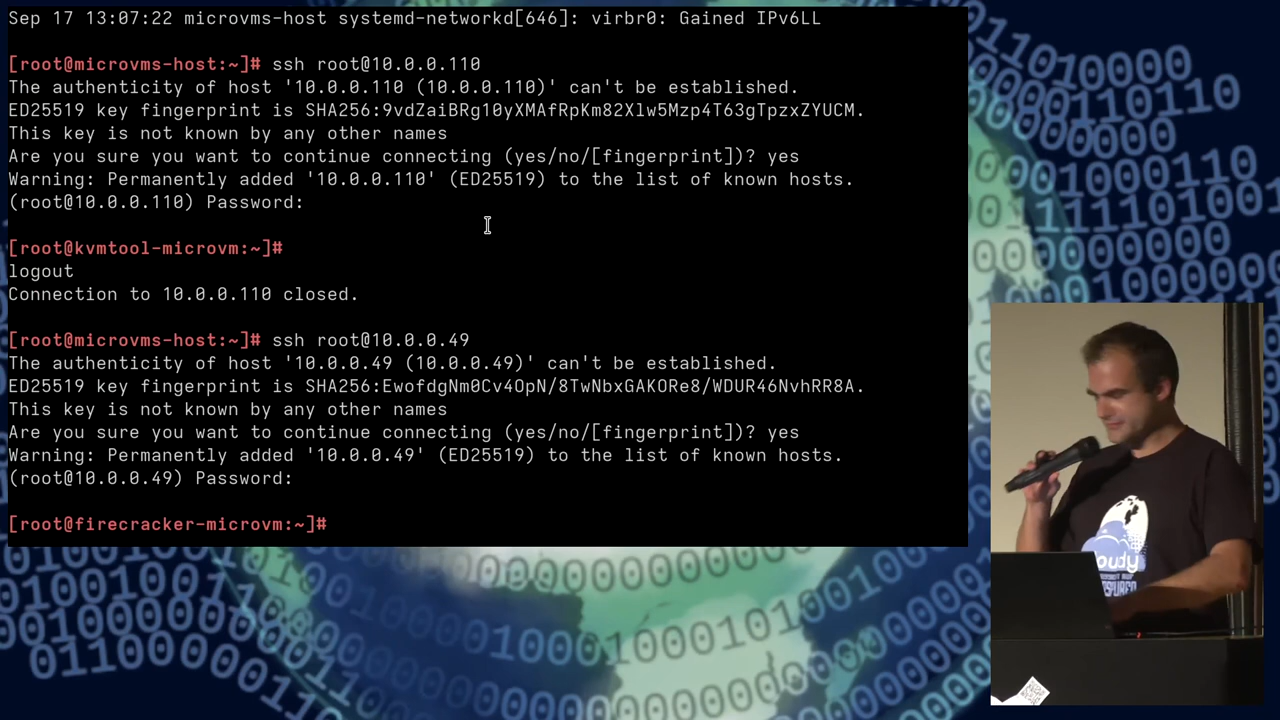 Sep 17 13:07:22 microvms-host systemd-networkd[646]: virbr0: Gained IPv6LL
[root@microvms-host:~]# ssh root@10.0.0.110
The authenticity of host '10.0.0.110 (10.0.0.110)' can't be established.
ED25519 key fingerprint is SHA256:9vdZaiBRg10yXMAfRpKm82Xlw5Mzp4T63gTpzxZYUCM.
This key is not known by any other names
Are you sure you want to continue connecting (yes/no/[fingerprint])? yes
Warning: Permanently added '10.0.0.110' (ED25519) to the list of known hosts.
(root@10.0.0.110) Password:
[root@kvmtool-microvm:~]#
logout
Connection to 10.0.0.110 closed.
[root@microvms-host:~]# ssh root@10.0.0.49
The authenticity of host '10.0.0.49 (10.0.0.49)' can't be established.
ED25519 key fingerprint is SHA256:EwofdgNm0Cv4OpN/8TwNbxGAKORe8/WDUR46NvhRR8A.
This key is not known by any other names
Are you sure you want to continue connecting (yes/no/[fingerprint])? yes
Warning: Permanently added '10.0.0.49' (ED25519) to the list of known hosts.
(root@10.0.0.49) Password:
[root@firecracker-microvm:~]#